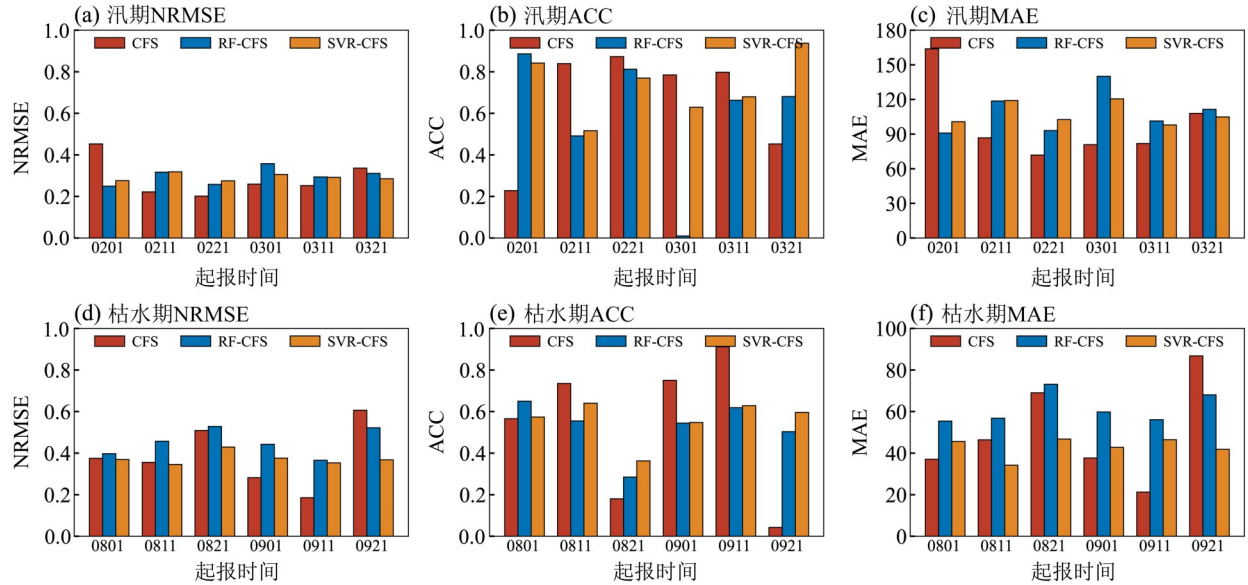 (a) 汛期NRMSE
CFS RF-CFS SVR-CFS
NRMSE
1.0
0.8
0.6
0.4
0.2
0.0
0201 0211 0221 0301 0311 0321
起报时间
(b) 汛期ACC
CFS RF-CFS SVR-CFS
ACC
1.0
0.8
0.6
0.4
0.2
0.0
0201 0211 0221 0301 0311 0321
起报时间
(c) 汛期MAE
CFS RF-CFS SVR-CFS
MAE
180
150
120
90
60
30
0
0201 0211 0221 0301 0311 0321
起报时间
(d) 枯水期NRMSE
CFS RF-CFS SVR-CFS
NRMSE
1.0
0.8
0.6
0.4
0.2
0.0
0801 0811 0821 0901 0911 0921
起报时间
(e) 枯水期ACC
CFS RF-CFS SVR-CFS
ACC
1.0
0.8
0.6
0.4
0.2
0.0
0801 0811 0821 0901 0911 0921
起报时间
(f) 枯水期MAE
CFS RF-CFS SVR-CFS
MAE
100
80
60
40
20
0
0801 0811 0821 0901 0911 0921
起报时间